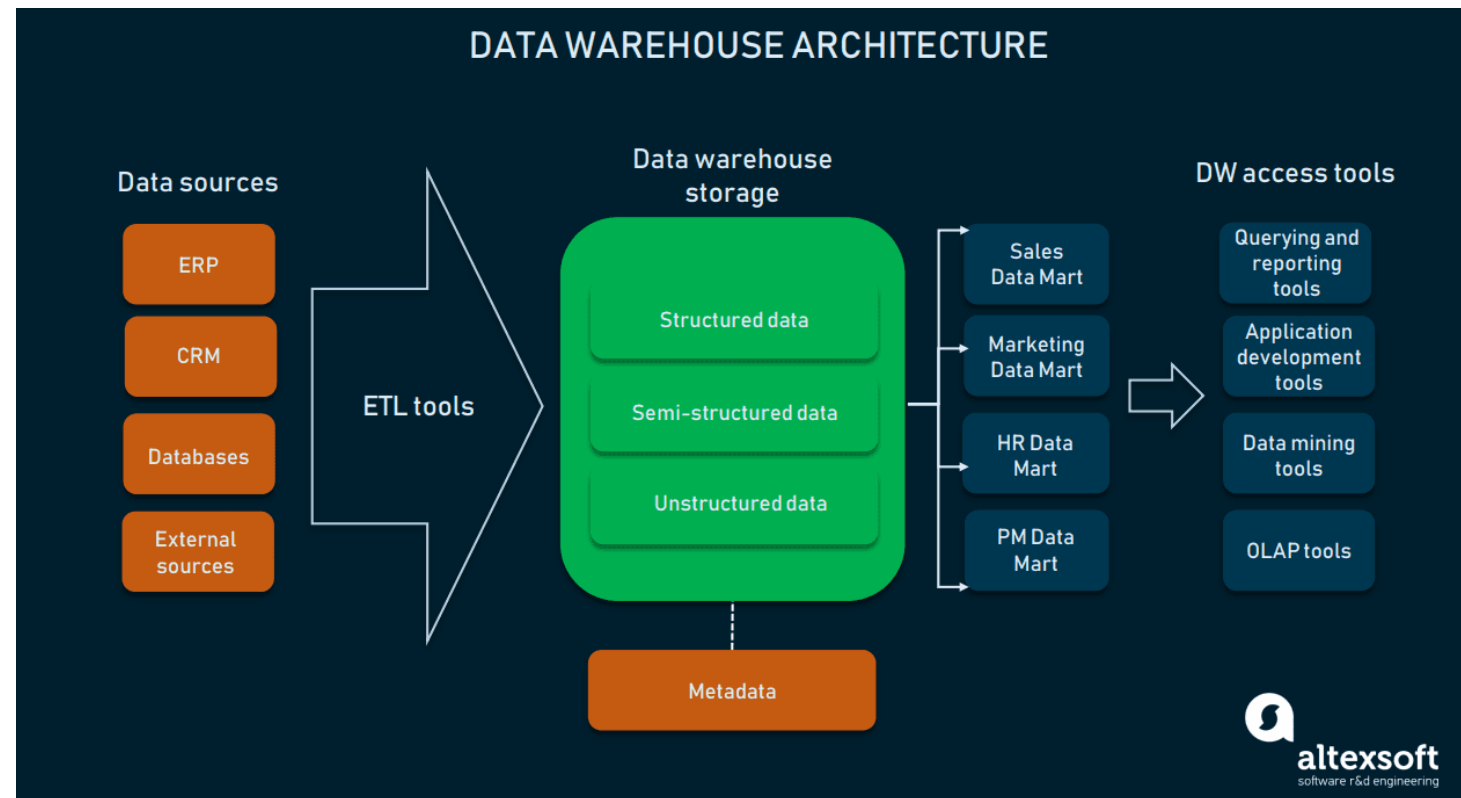 DATA WAREHOUSE ARCHITECTURE
Data sources
ERP
CRM
Databases
External
sources
ETL tools
Data warehouse
storage
Structured data
Semi-structured data
Unstructured data
Metadata
Sales
Data Mart
Marketing
Data Mart
HR Data
Mart
PM Data
Mart
DW access tools
Querying and
reporting
tools
Application
development
tools
Data mining
tools
OLAP tools
altexsoft
software r&d engineering